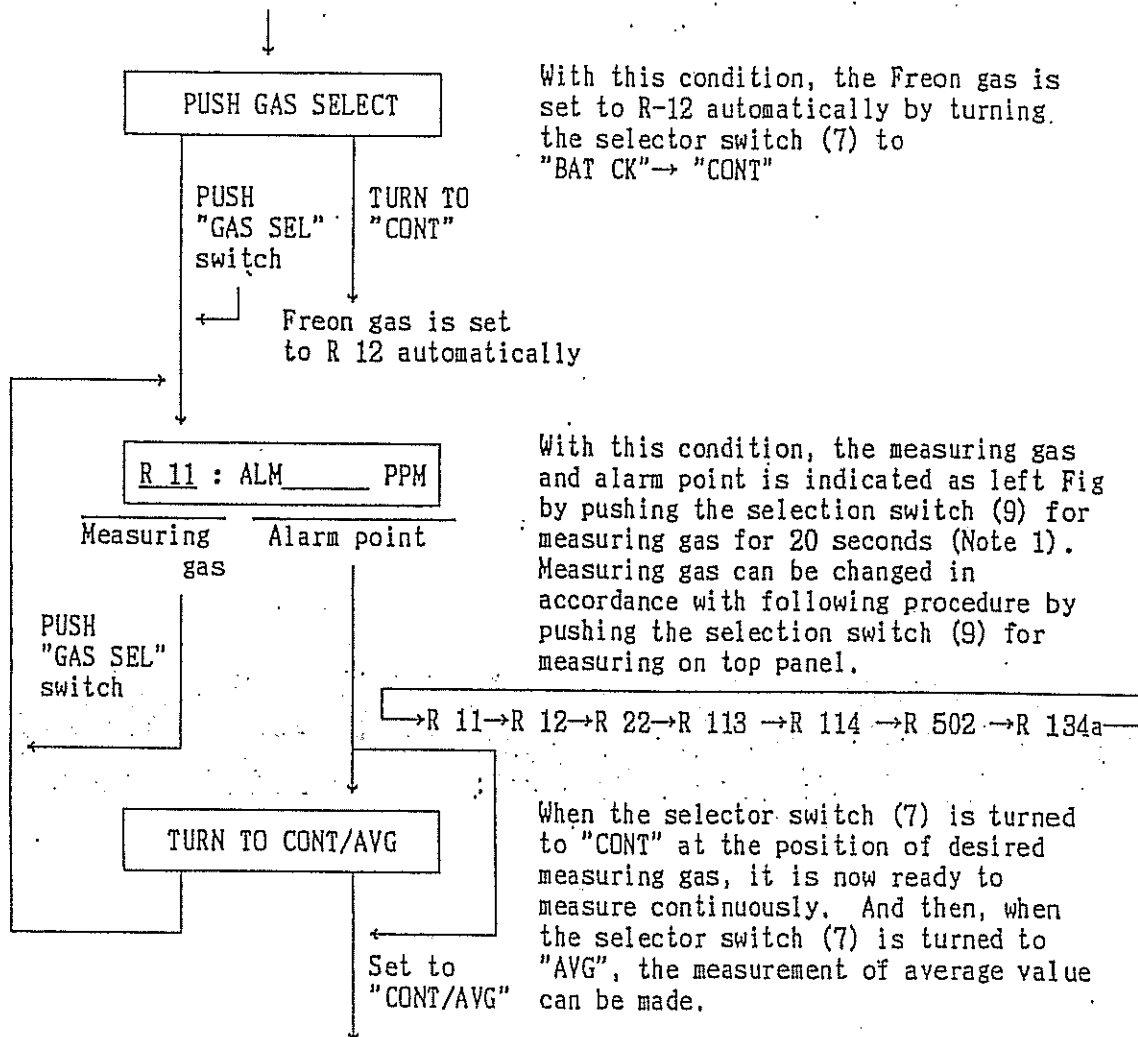 PUSH GAS SELECT
With this condition, the Freon gas is
set to R-12 automatically by turning
the selector switch (7) to
"BAT CK"→ "CONT"
PUSH
"GAS SEL"
switch
TURN TO
"CONT"
Freon gas is set
to R 12 automatically
R 11 : ALM______ PPM
Measuring
gas
Alarm point
With this condition, the measuring gas
and alarm point is indicated as left Fig
by pushing the selection switch (9) for
measuring gas for 20 seconds (Note 1).
Measuring gas can be changed in
accordance with following procedure by
pushing the selection switch (9) for
measuring on top panel.
PUSH
"GAS SEL"
switch
→R 11→R 12→R 22→R 113 →R 114 →R 502 →R 134a
TURN TO CONT/AVG
When the selector switch (7) is turned
to "CONT" at the position of desired
measuring gas, it is now ready to
measure continuously. And then, when
the selector switch (7) is turned to
"AVG", the measurement of average value
can be made.
Set to
"CONT/AVG"